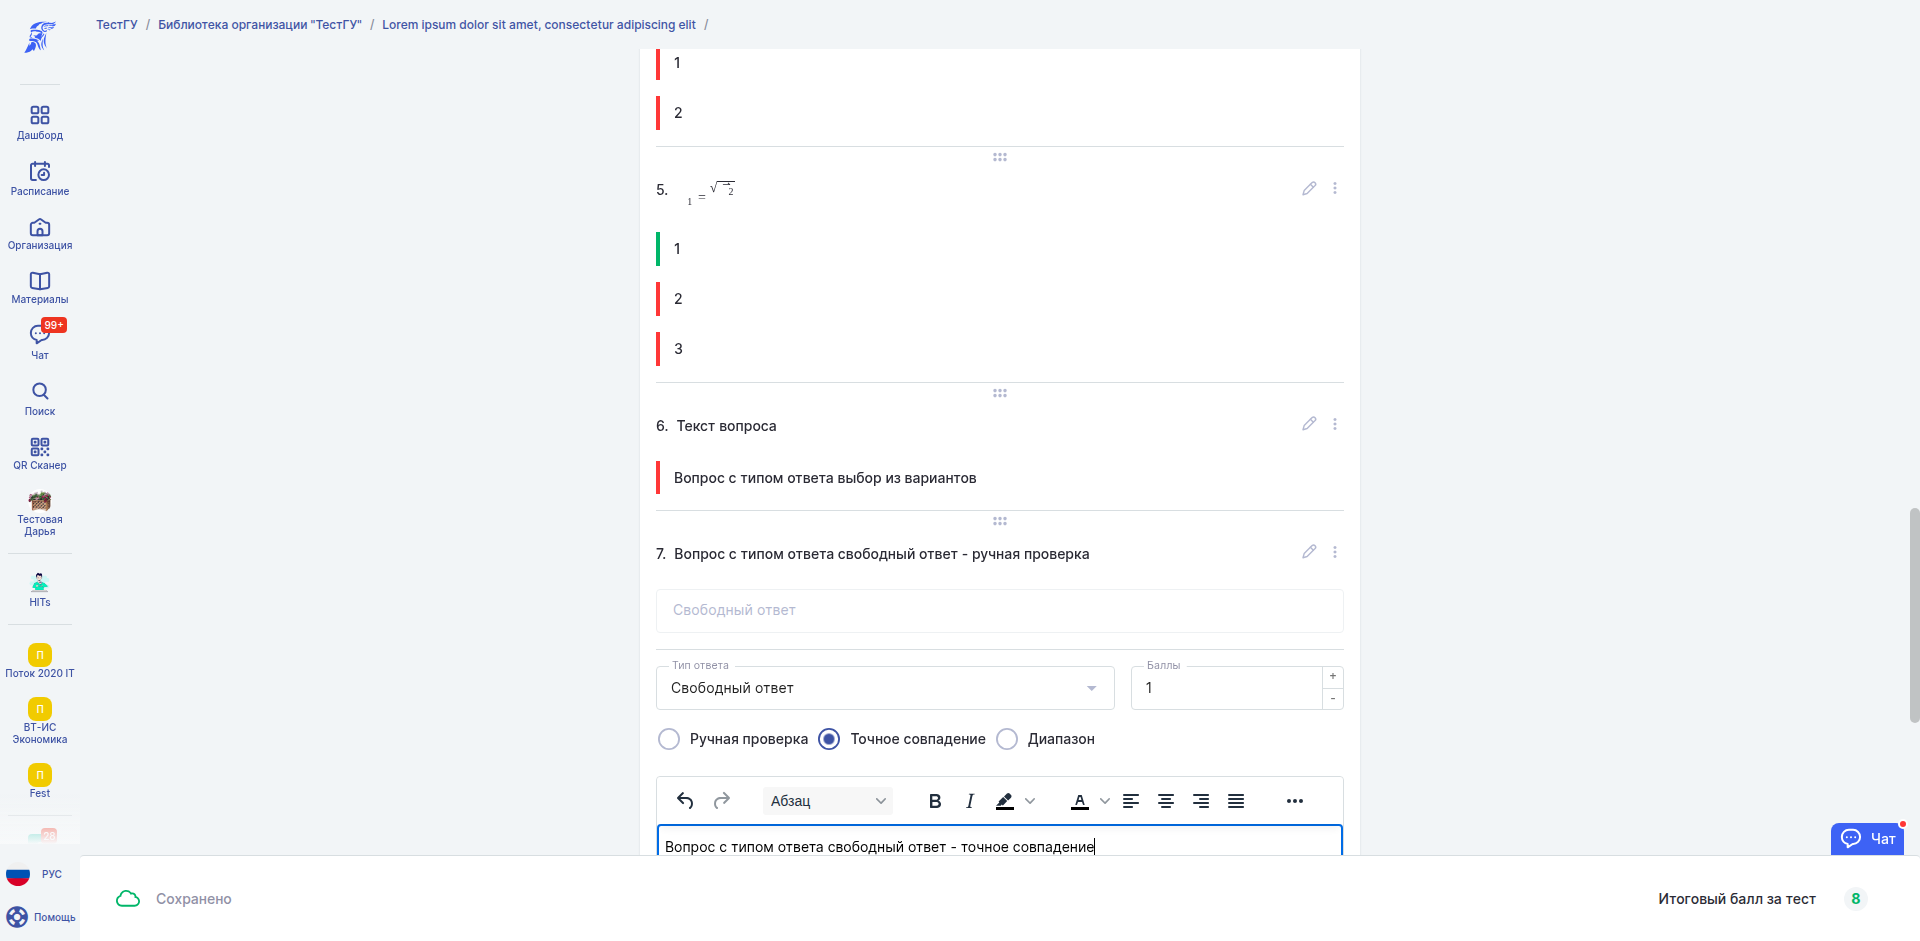 ТестГУ / Библиотека организации "ТестГУ" / Lorem ipsum dolor sit amet, consectetur adipiscing elit /
Дашборд
Расписание
Организация
Материалы
99+
Чат
Поиск
QR Сканер
Тестовая
Дарья
HITs
П
Поток 2020 IT
П
ВТ-ИС
Экономика
П
Fest
28
РУС
Помощь
1
2
5. 1 = √ 2
1
2
3
6. Текст вопроса
Вопрос с типом ответа выбор из вариантов
7. Вопрос с типом ответа свободный ответ - ручная проверка
Свободный ответ
Тип ответа
Свободный ответ
Баллы
1
+
-
Ручная проверка Точное совпадение Диапазон
Абзац B I A
Вопрос с типом ответа свободный ответ - точное совпадение
Чат
Сохранено
Итоговый балл за тест 8